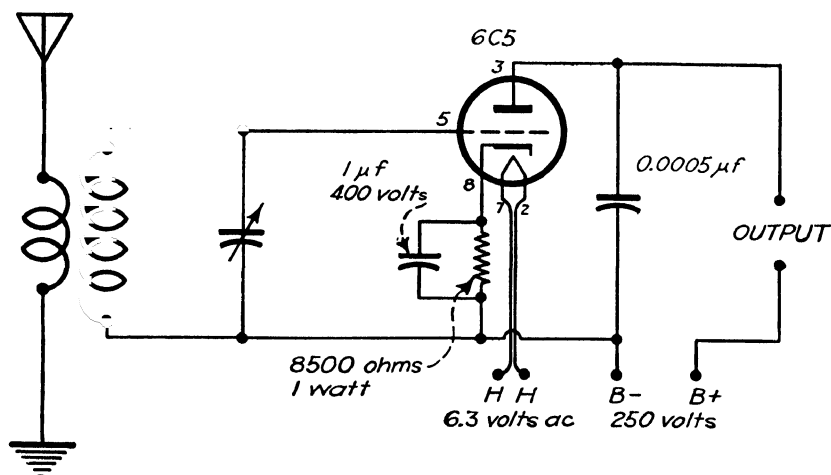 6C5
3
5
1 µf
400 volts
8
7 2
0.0005 µf
OUTPUT
8500 ohms
1 watt
H H
6.3 volts ac
B- B+
250 volts